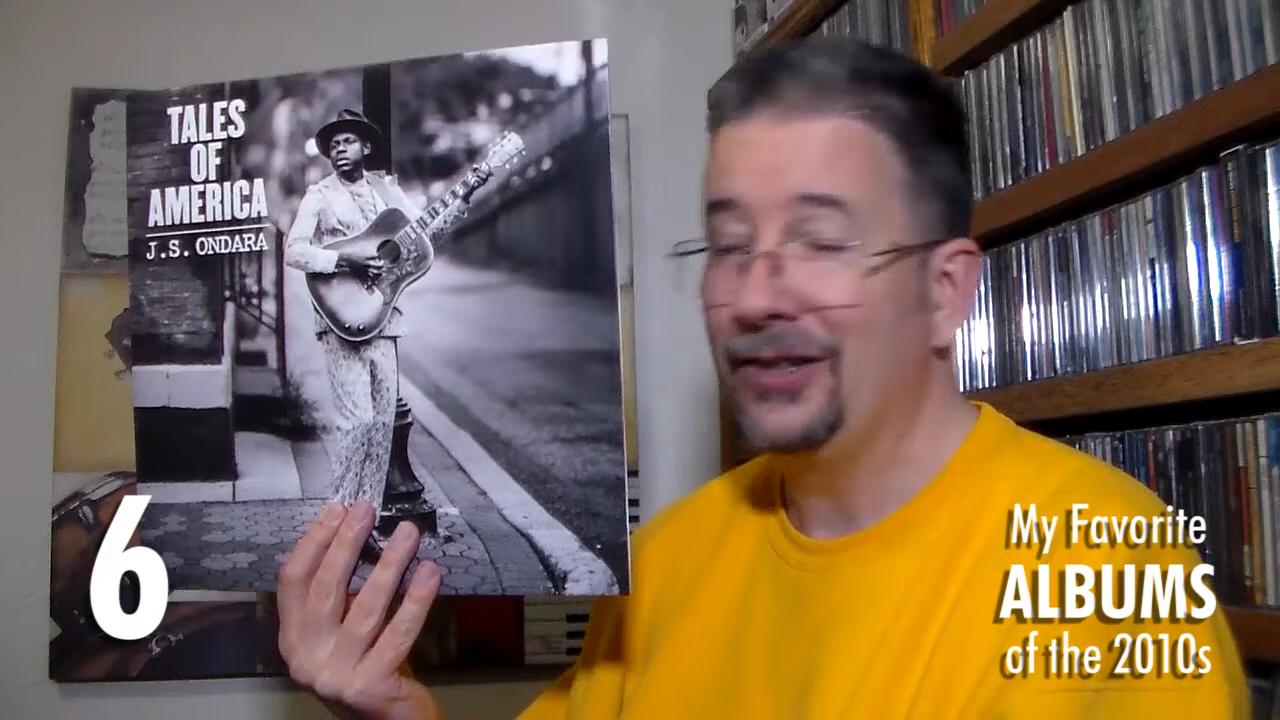 TALES
OF
AMERICA
J.S. ONDARA
6
My Favorite
ALBUMS
of the 2010s